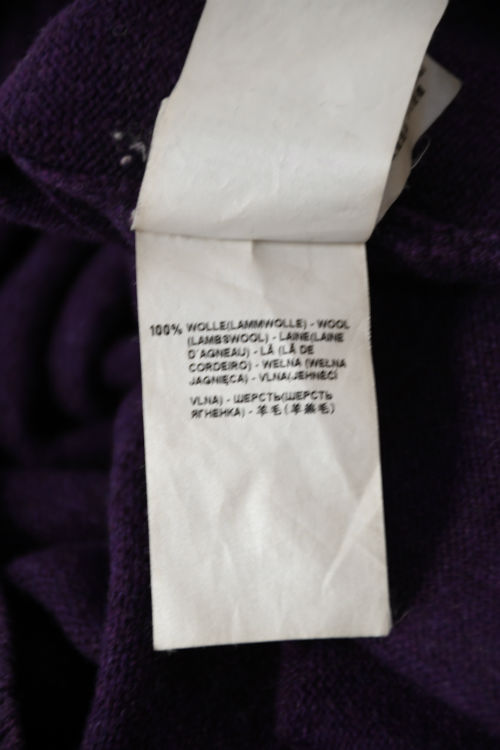 100% WOLLE(LAMMWOLLE) - WOOL
(LAMBSWOOL) - LAINE(LAINE
D'AGNEAU) - LÃ (LÃ DE
CORDEIRO) - WEŁNA (WEŁNA
JAGNIĘCA) - VLNA(JEHNĚČÍ
VLNA) - ШЕРСТЬ(ШЕРСТЬ
ЯГНЕНКА) - 羊毛(羊羔毛)